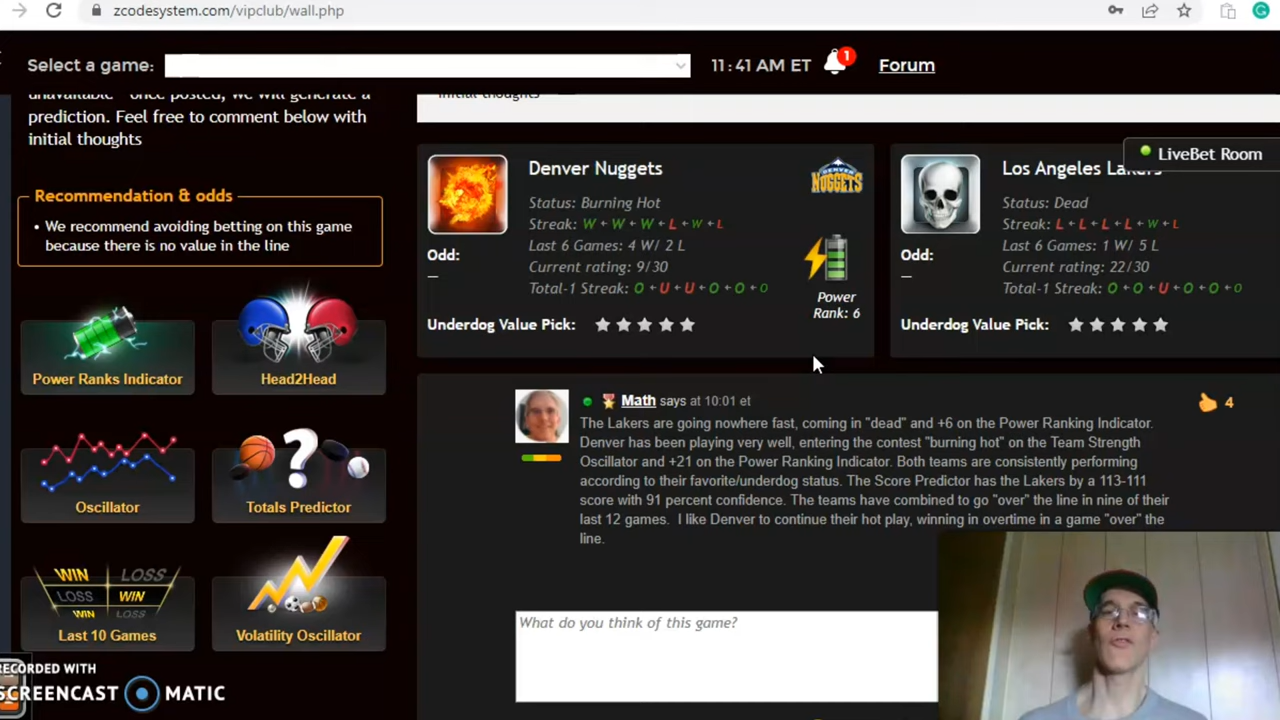 zcodesystem.com/vipclub/wall.php
Select a game:
11:41 AM ET
1
Forum
unavailable - once posted, we will generate a
prediction. Feel free to comment below with
initial thoughts
initial thoughts
LiveBet Room
Recommendation & odds
• We recommend avoiding betting on this game
because there is no value in the line
Power Ranks Indicator
Head2Head
Oscillator
Totals Predictor
WIN LOSS
LOSS WIN
WIN LOSS
Last 10 Games
Volatility Oscillator
Denver Nuggets
NUGGETS
Status: Burning Hot
Streak: W ← W ← W ← L ← W ← L
Last 6 Games: 4 W/ 2 L
Odd:
—
Current rating: 9/30
Total-1 Streak: O ← U ← U ← O ← O ← O
Power
Rank: 6
Underdog Value Pick:
Los Angeles Lakers
Status: Dead
Streak: L ← L ← L ← L ← W ← L
Last 6 Games: 1 W/ 5 L
Odd:
—
Current rating: 22/30
Total-1 Streak: O ← O ← U ← O ← O ← O
Underdog Value Pick:
Math says at 10:01 et
4
The Lakers are going nowhere fast, coming in "dead" and +6 on the Power Ranking Indicator.
Denver has been playing very well, entering the contest "burning hot" on the Team Strength
Oscillator and +21 on the Power Ranking Indicator. Both teams are consistently performing
according to their favorite/underdog status. The Score Predictor has the Lakers by a 113-111
score with 91 percent confidence. The teams have combined to go "over" the line in nine of their
last 12 games. I like Denver to continue their hot play, winning in overtime in a game "over" the
line.
What do you think of this game?
RECORDED WITH
SCREENCAST MATIC